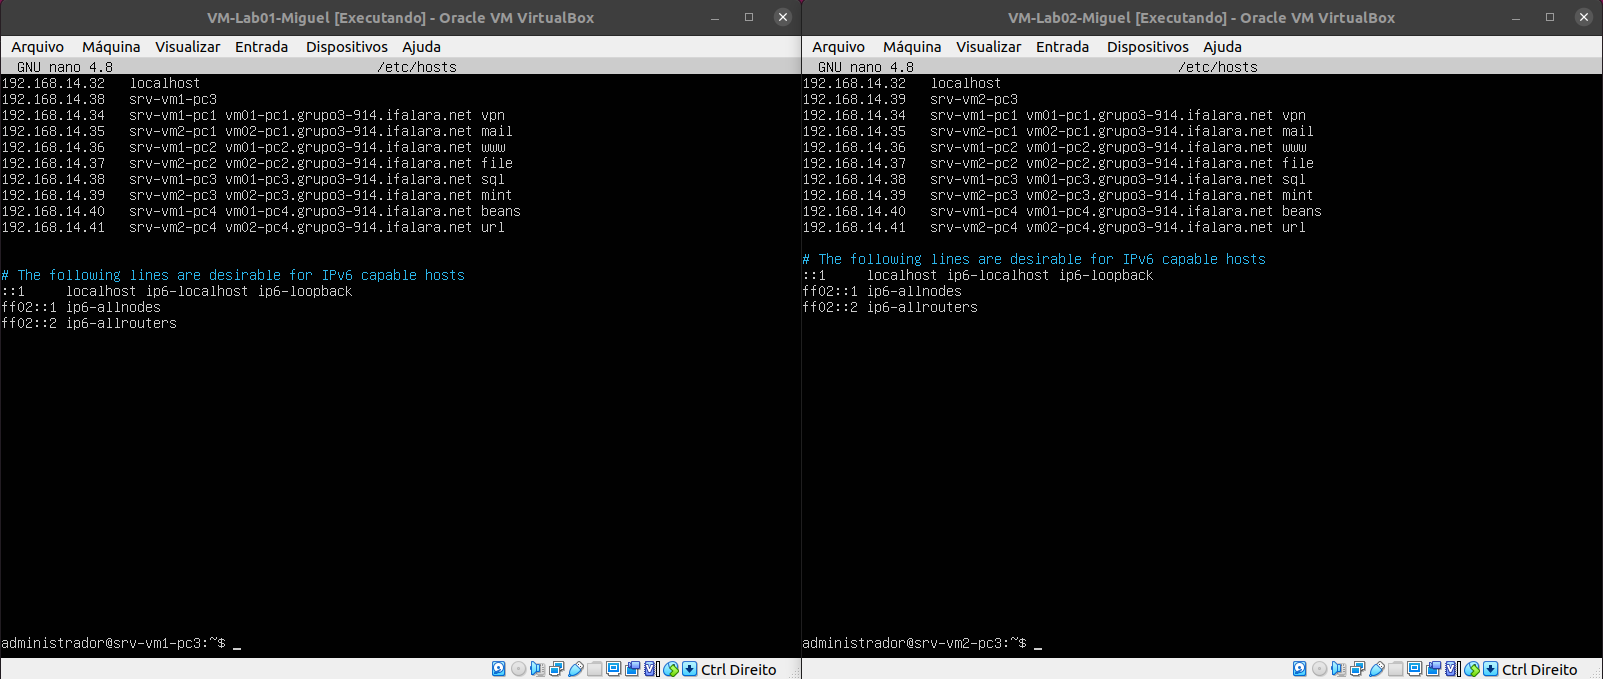 VM-Lab01-Miguel [Executando] - Oracle VM VirtualBox
Arquivo Máquina Visualizar Entrada Dispositivos Ajuda
GNU nano 4.8 /etc/hosts
192.168.14.32 localhost
192.168.14.38 srv-vm1-pc3
192.168.14.34 srv-vm1-pc1 vm01-pc1.grupo3-914.ifalara.net vpn
192.168.14.35 srv-vm2-pc1 vm02-pc1.grupo3-914.ifalara.net mail
192.168.14.36 srv-vm1-pc2 vm01-pc2.grupo3-914.ifalara.net www
192.168.14.37 srv-vm2-pc2 vm02-pc2.grupo3-914.ifalara.net file
192.168.14.38 srv-vm1-pc3 vm01-pc3.grupo3-914.ifalara.net sql
192.168.14.39 srv-vm2-pc3 vm02-pc3.grupo3-914.ifalara.net mint
192.168.14.40 srv-vm1-pc4 vm01-pc4.grupo3-914.ifalara.net beans
192.168.14.41 srv-vm2-pc4 vm02-pc4.grupo3-914.ifalara.net url
# The following lines are desirable for IPv6 capable hosts
::1 localhost ip6-localhost ip6-loopback
ff02::1 ip6-allnodes
ff02::2 ip6-allrouters
administrador@srv-vm1-pc3:~$ _
Ctrl Direito
VM-Lab02-Miguel [Executando] - Oracle VM VirtualBox
Arquivo Máquina Visualizar Entrada Dispositivos Ajuda
GNU nano 4.8 /etc/hosts
192.168.14.32 localhost
192.168.14.39 srv-vm2-pc3
192.168.14.34 srv-vm1-pc1 vm01-pc1.grupo3-914.ifalara.net vpn
192.168.14.35 srv-vm2-pc1 vm02-pc1.grupo3-914.ifalara.net mail
192.168.14.36 srv-vm1-pc2 vm01-pc2.grupo3-914.ifalara.net www
192.168.14.37 srv-vm2-pc2 vm02-pc2.grupo3-914.ifalara.net file
192.168.14.38 srv-vm1-pc3 vm01-pc3.grupo3-914.ifalara.net sql
192.168.14.39 srv-vm2-pc3 vm02-pc3.grupo3-914.ifalara.net mint
192.168.14.40 srv-vm1-pc4 vm01-pc4.grupo3-914.ifalara.net beans
192.168.14.41 srv-vm2-pc4 vm02-pc4.grupo3-914.ifalara.net url
# The following lines are desirable for IPv6 capable hosts
::1 localhost ip6-localhost ip6-loopback
ff02::1 ip6-allnodes
ff02::2 ip6-allrouters
administrador@srv-vm2-pc3:~$ _
Ctrl Direito